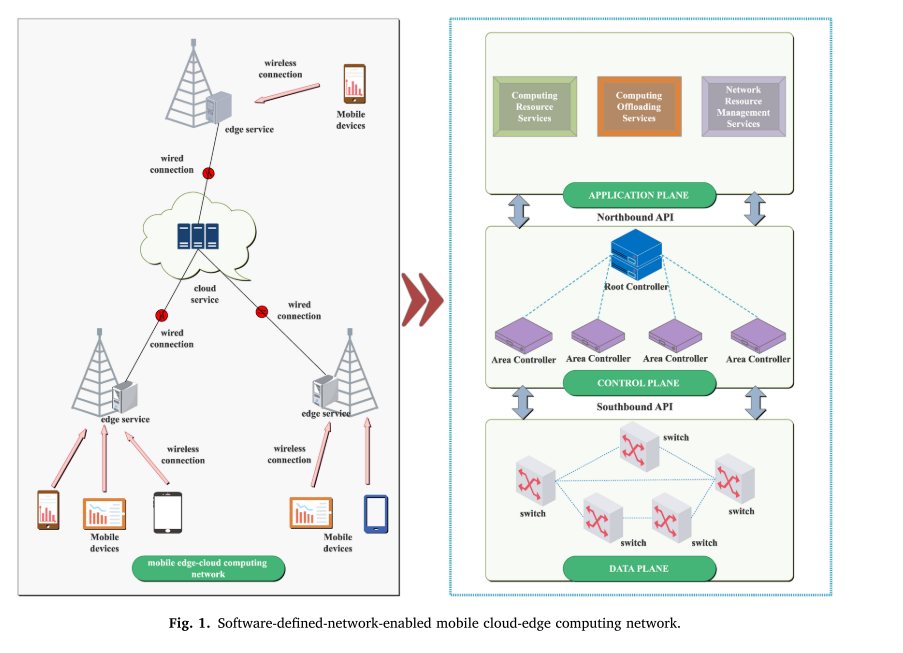 wireless
connection
Mobile
devices
edge service
wired
connection
cloud
service
wired
connection
wired
connection
edge service
edge service
wireless
connection
wireless
connection
Mobile
devices
Mobile
devices
mobile edge-cloud computing
network
Computing
Resource
Services
Computing
Offloading
Services
Network
Resource
Management
Services
APPLICATION PLANE
Northbound API
Root Controller
Area Controller
Area Controller
Area Controller
Area Controller
CONTROL PLANE
Southbound API
switch
switch
switch
switch
switch
DATA PLANE
Fig. 1. Software-defined-network-enabled mobile cloud-edge computing network.